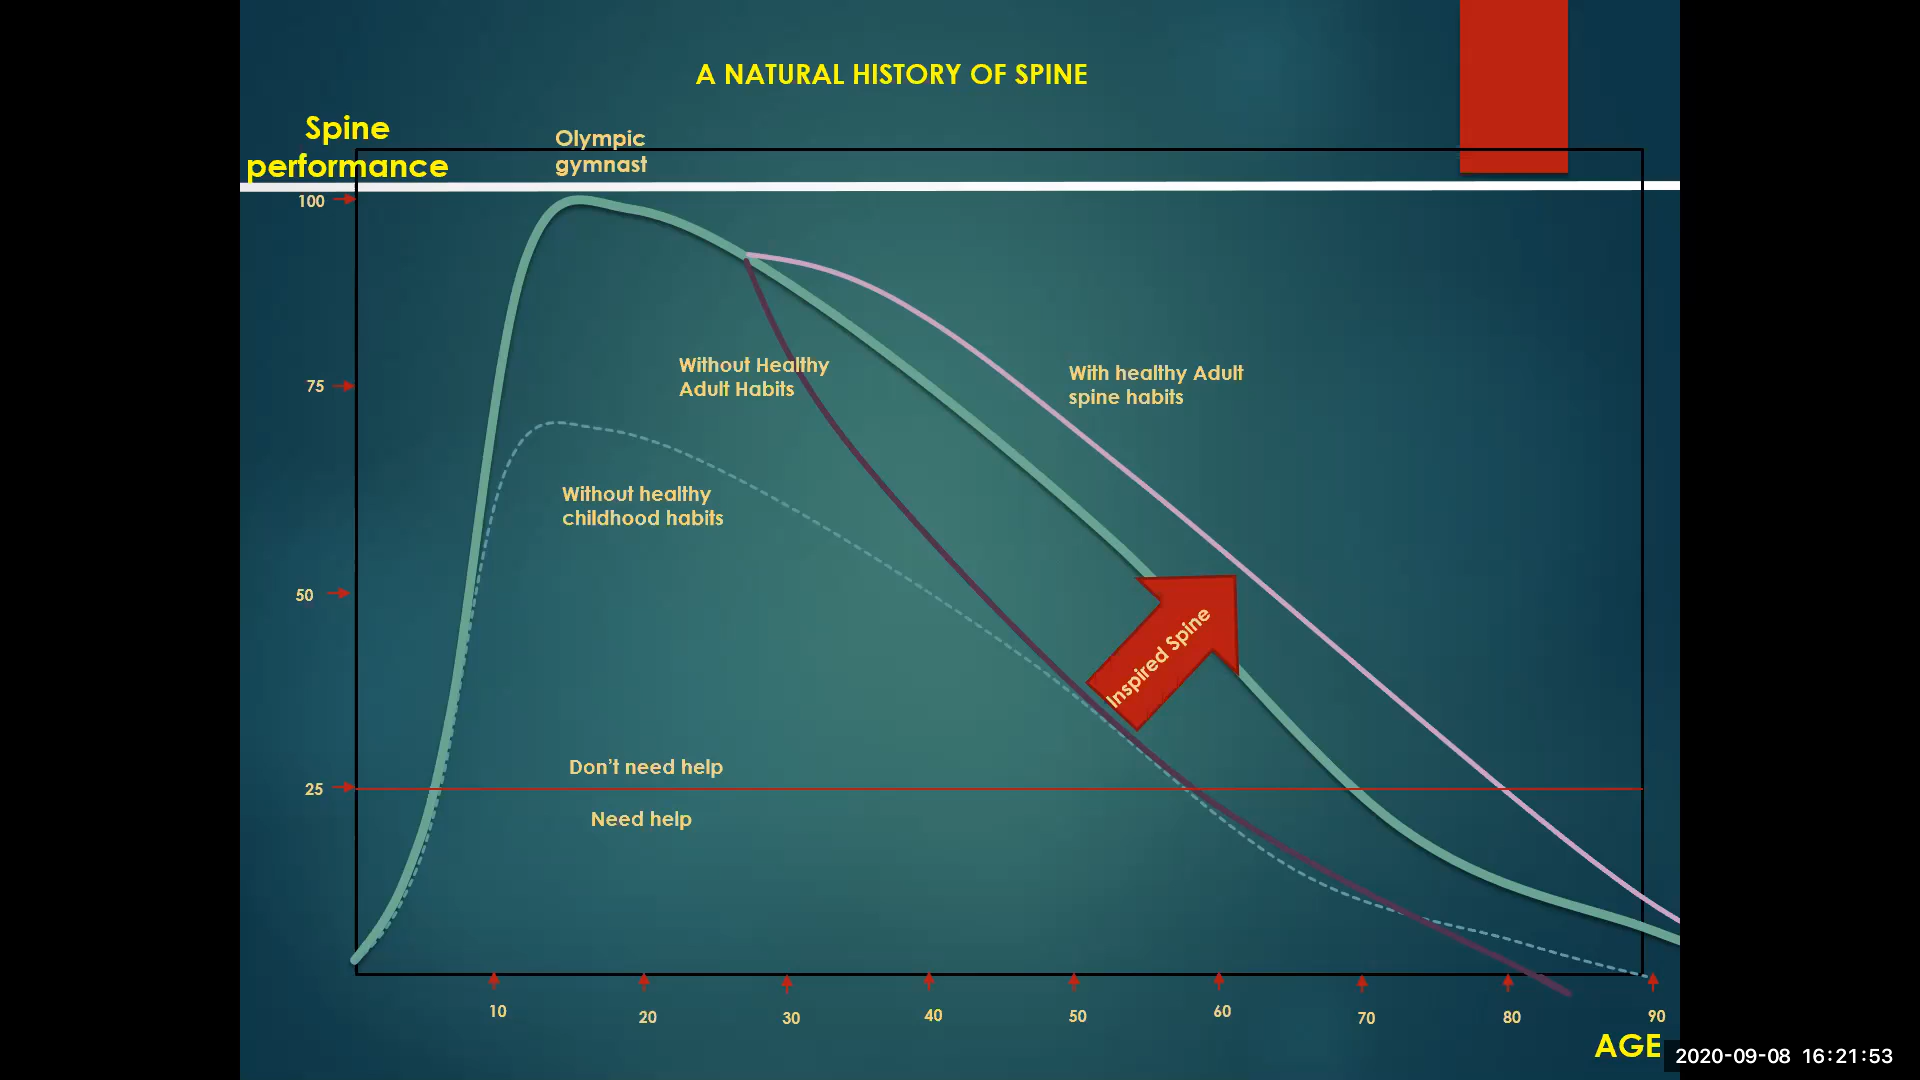 A NATURAL HISTORY OF SPINE
Spine
performance
Olympic
gymnast
100
75
50
25
Without Healthy
Adult Habits
With healthy Adult
spine habits
Without healthy
childhood habits
Inspired Spine
Don't need help
Need help
10
20
30
40
50
60
70
80
90
AGE
2020-09-08 16:21:53